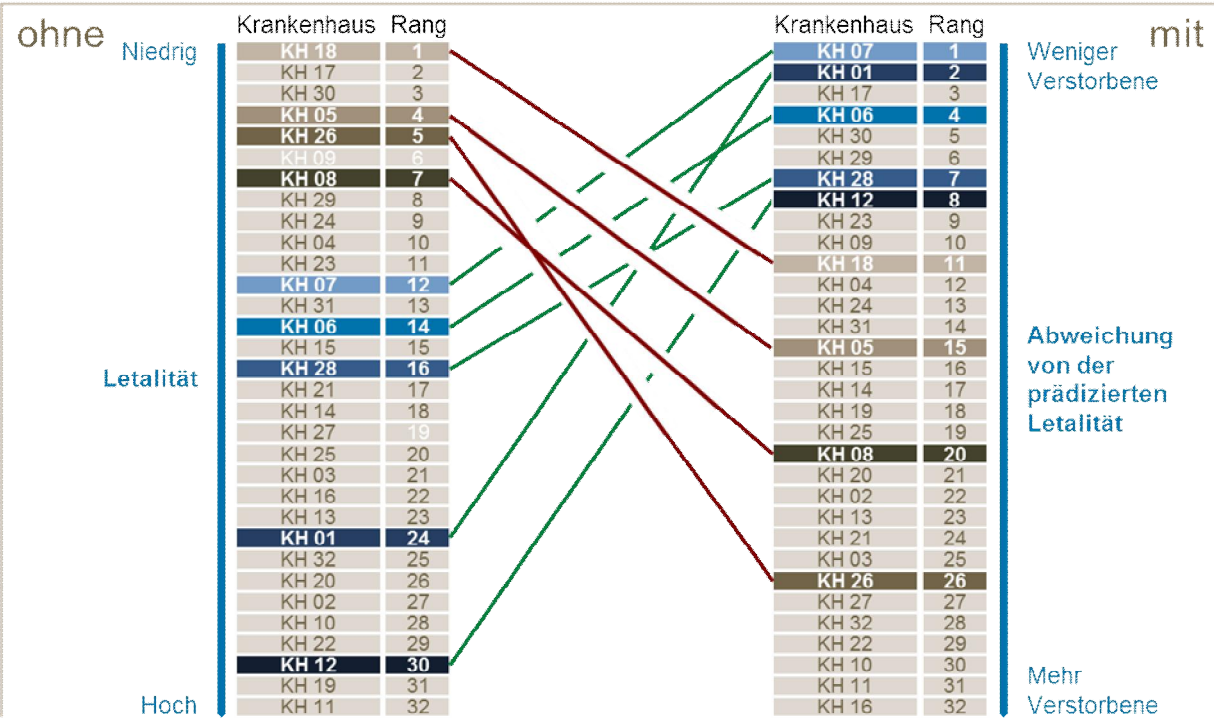 ohne
mit
Krankenhaus Rang
Krankenhaus Rang
Niedrig
Letalität
Hoch
KH 18 1
KH 17 2
KH 30 3
KH 05 4
KH 26 5
KH 09 6
KH 08 7
KH 29 8
KH 24 9
KH 04 10
KH 23 11
KH 07 12
KH 31 13
KH 06 14
KH 15 15
KH 28 16
KH 21 17
KH 14 18
KH 27 19
KH 25 20
KH 03 21
KH 16 22
KH 13 23
KH 01 24
KH 32 25
KH 20 26
KH 02 27
KH 10 28
KH 22 29
KH 12 30
KH 19 31
KH 11 32
KH 07 1
KH 01 2
KH 17 3
KH 06 4
KH 30 5
KH 29 6
KH 28 7
KH 12 8
KH 23 9
KH 09 10
KH 18 11
KH 04 12
KH 24 13
KH 31 14
KH 05 15
KH 15 16
KH 14 17
KH 19 18
KH 25 19
KH 08 20
KH 20 21
KH 02 22
KH 13 23
KH 21 24
KH 03 25
KH 26 26
KH 27 27
KH 32 28
KH 22 29
KH 10 30
KH 11 31
KH 16 32
Weniger
Verstorbene
Abweichung
von der
prädizierten
Letalität
Mehr
Verstorbene